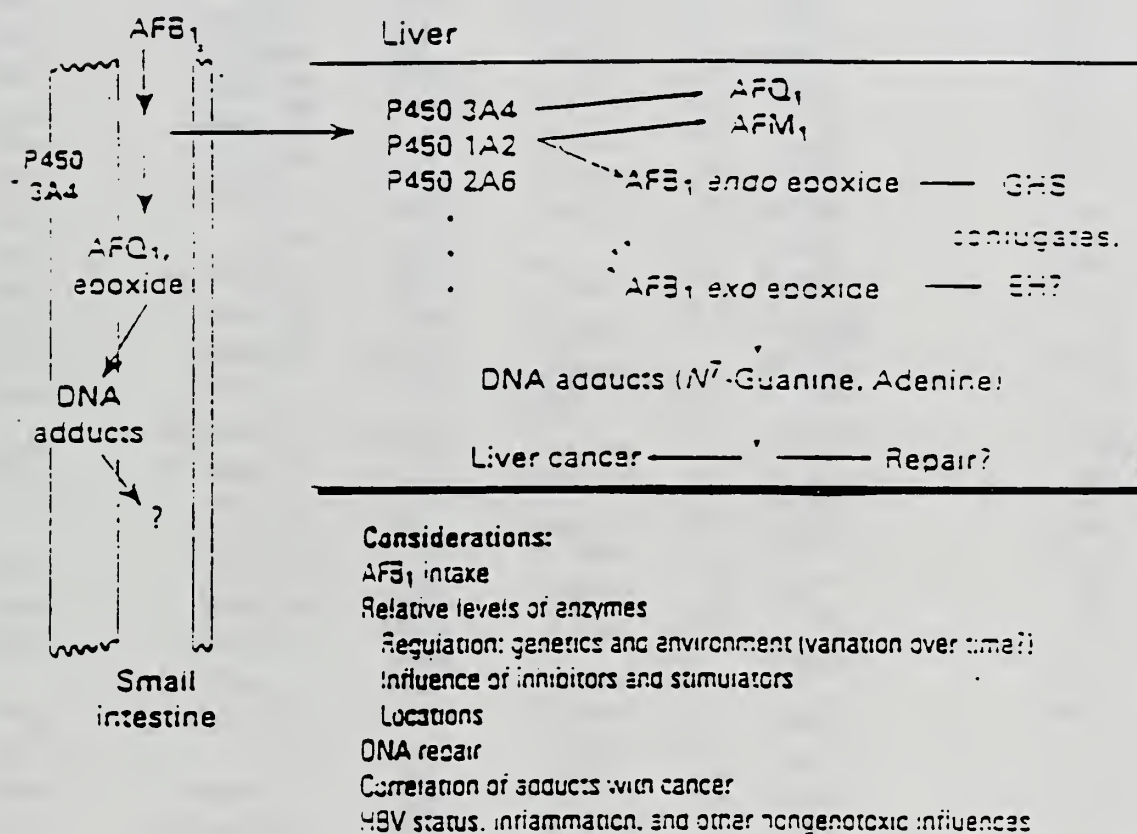 AFB1
P450
3A4
AFQ1,
epoxide
DNA
adducts
?
Small
intestine
Liver
P450 3A4
P450 1A2
P450 2A6
AFQ1
AFM1
AFB1 endo epoxide
conjugates,
AFB1 exo epoxide
EH?
DNA adducts (N7-Guanine, Adenine)
Liver cancer
Repair?
Considerations:
AFB1 intake
Relative levels of enzymes
Regulation: genetics and environment (variation over time?)
Influence of inhibitors and stimulators
Locations
DNA repair
Correlation of adducts with cancer
HBV status, inflammation, and other nongenotoxic influences